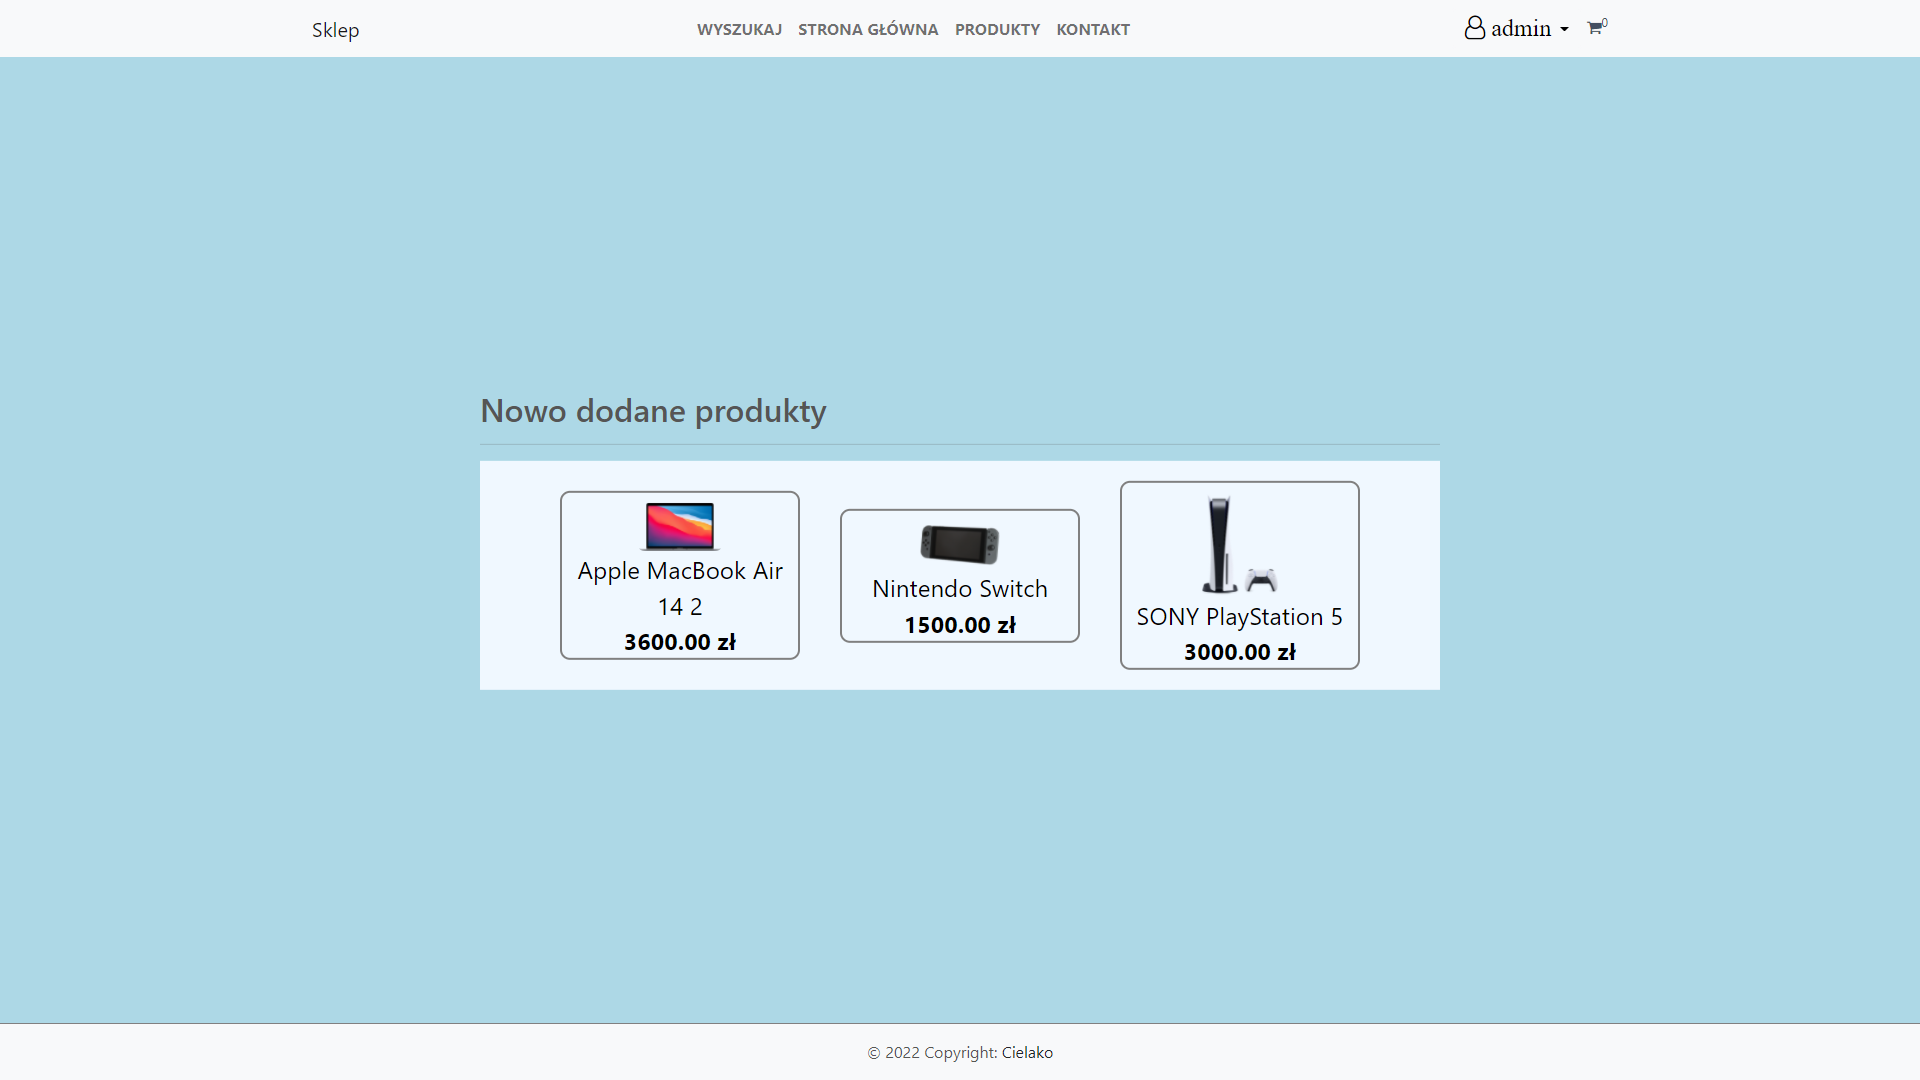 Sklep
WYSZUKAJ STRONA GŁÓWNA PRODUKTY KONTAKT
admin
0
Nowo dodane produkty
Apple MacBook Air
14 2
3600.00 zł
Nintendo Switch
1500.00 zł
SONY PlayStation 5
3000.00 zł
© 2022 Copyright: Cielako